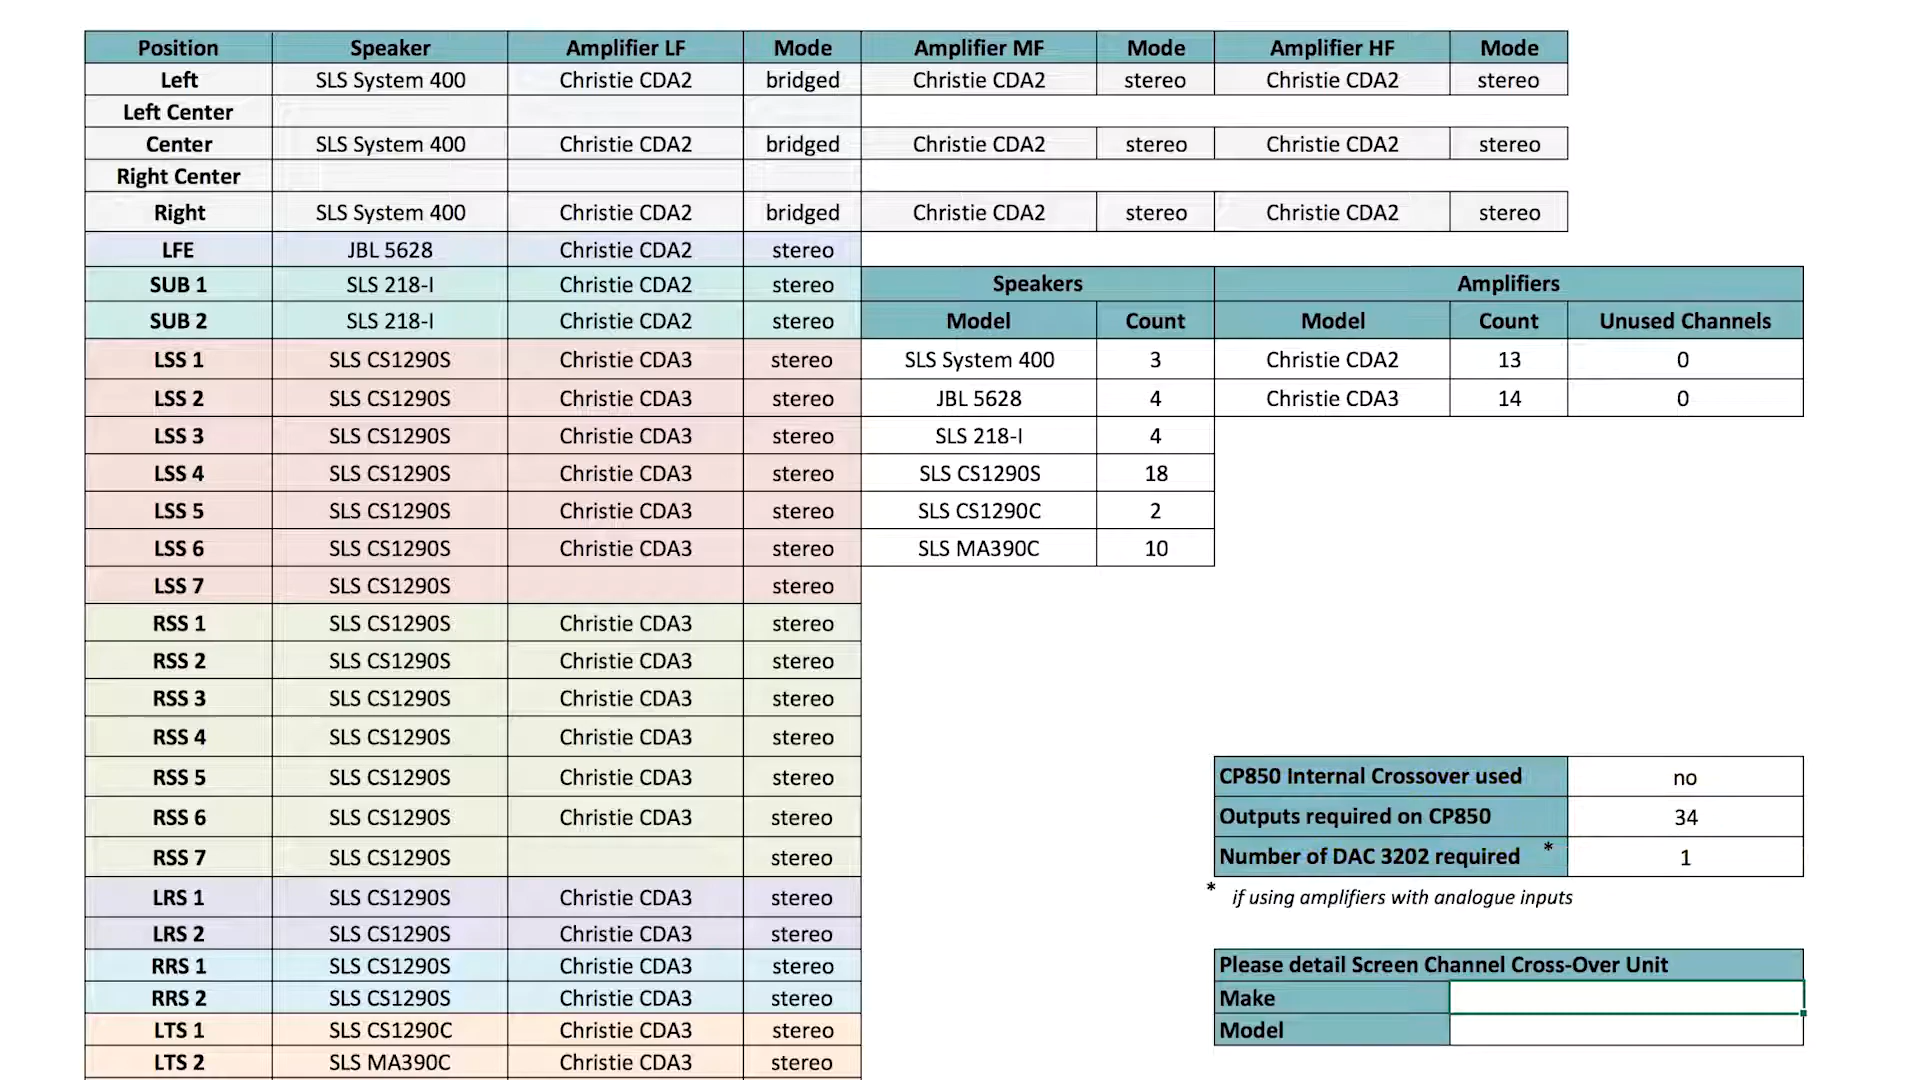 Position Speaker Amplifier LF Mode Amplifier MF Mode Amplifier HF Mode
Left SLS System 400 Christie CDA2 bridged Christie CDA2 stereo Christie CDA2 stereo
Left Center
Center SLS System 400 Christie CDA2 bridged Christie CDA2 stereo Christie CDA2 stereo
Right Center
Right SLS System 400 Christie CDA2 bridged Christie CDA2 stereo Christie CDA2 stereo
LFE JBL 5628 Christie CDA2 stereo
SUB 1 SLS 218-I Christie CDA2 stereo Speakers Amplifiers
SUB 2 SLS 218-I Christie CDA2 stereo Model Count Model Count Unused Channels
LSS 1 SLS CS1290S Christie CDA3 stereo SLS System 400 3 Christie CDA2 13 0
LSS 2 SLS CS1290S Christie CDA3 stereo JBL 5628 4 Christie CDA3 14 0
LSS 3 SLS CS1290S Christie CDA3 stereo SLS 218-I 4
LSS 4 SLS CS1290S Christie CDA3 stereo SLS CS1290S 18
LSS 5 SLS CS1290S Christie CDA3 stereo SLS CS1290C 2
LSS 6 SLS CS1290S Christie CDA3 stereo SLS MA390C 10
LSS 7 SLS CS1290S stereo
RSS 1 SLS CS1290S Christie CDA3 stereo
RSS 2 SLS CS1290S Christie CDA3 stereo
RSS 3 SLS CS1290S Christie CDA3 stereo
RSS 4 SLS CS1290S Christie CDA3 stereo
RSS 5 SLS CS1290S Christie CDA3 stereo CP850 Internal Crossover used no
RSS 6 SLS CS1290S Christie CDA3 stereo Outputs required on CP850 34
RSS 7 SLS CS1290S stereo Number of DAC 3202 required * 1
LRS 1 SLS CS1290S Christie CDA3 stereo * if using amplifiers with analogue inputs
LRS 2 SLS CS1290S Christie CDA3 stereo
RRS 1 SLS CS1290S Christie CDA3 stereo Please detail Screen Channel Cross-Over Unit
RRS 2 SLS CS1290S Christie CDA3 stereo Make
LTS 1 SLS CS1290C Christie CDA3 stereo Model
LTS 2 SLS MA390C Christie CDA3 stereo